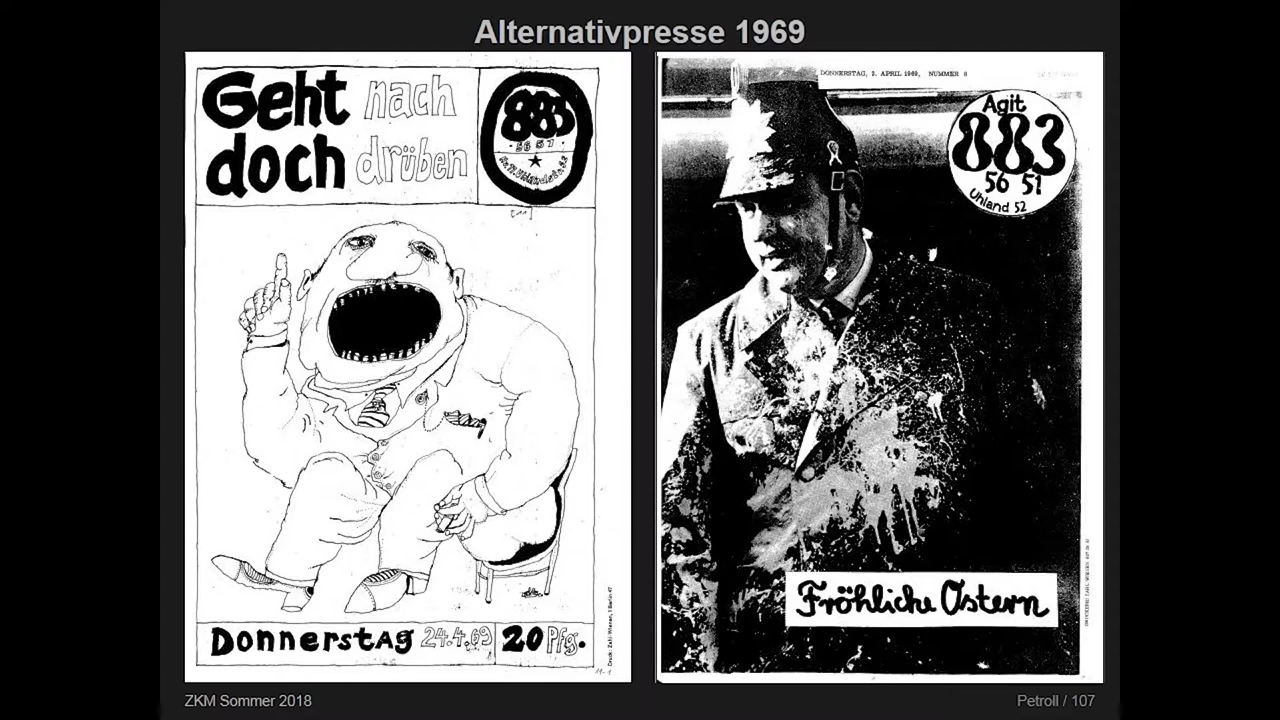 Alternativpresse 1969
Geht nach
doch drüben
883
56 57
DonnerstAg 24.4.69 20 Pfg.
DONNERSTAG, 3. APRIL 1969, NUMMER 8
Agit
883
56 51
Uhland 52
Fröhliche Ostern
ZKM Sommer 2018
Petroll / 107